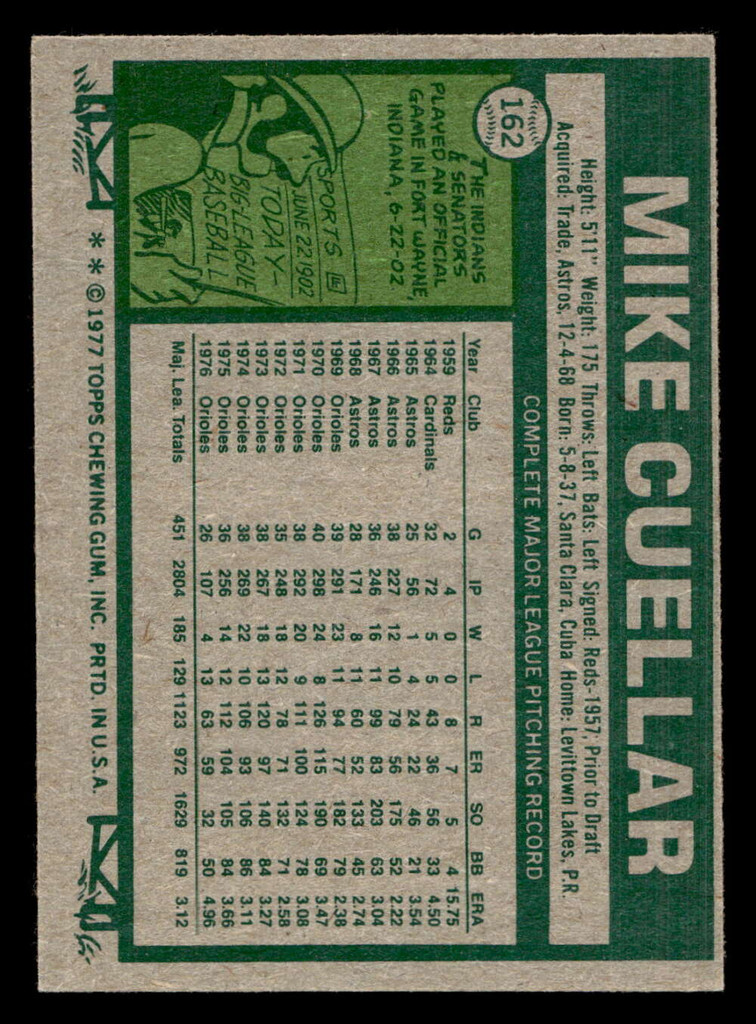 MIKE CUELLAR
162
Height: 5'11" Weight: 175 Throws: Left Bats: Left Signed: Reds-1957, Prior to Draft
Acquired: Trade, Astros, 12-4-68 Born: 5-8-37, Santa Clara, Cuba Home: Levittown Lakes, P.R.
COMPLETE MAJOR LEAGUE PITCHING RECORD
THE INDIANS
& SENATORS
PLAYED AN OFFICIAL
GAME IN FORT WAYNE,
INDIANA, 6-22-02
SPORTS
JUNE 22 1902
TODAY-
BIG-LEAGUE
BASEBALL
Year Club G IP W L R ER SO BB ERA
1959 Reds 2 4 0 0 8 7 5 4 15.75
1964 Cardinals 32 72 5 5 43 36 56 33 4.50
1965 Astros 25 56 1 4 24 22 46 21 3.54
1966 Astros 38 227 12 10 79 56 175 52 2.22
1967 Astros 36 246 16 11 99 83 203 63 3.04
1968 Astros 28 171 8 11 60 52 133 45 2.74
1969 Orioles 39 291 23 11 94 77 182 79 2.38
1970 Orioles 40 298 24 8 126 115 190 69 3.47
1971 Orioles 38 292 20 9 111 100 124 78 3.08
1972 Orioles 35 248 18 12 78 71 132 71 2.58
1973 Orioles 38 267 18 13 120 97 140 84 3.27
1974 Orioles 38 269 22 10 106 93 106 86 3.11
1975 Orioles 36 256 14 12 112 104 105 84 3.66
1976 Orioles 26 107 4 13 63 59 32 50 4.96
Maj. Lea. Totals 451 2804 185 129 1123 972 1629 819 3.12
* * © 1977 TOPPS CHEWING GUM, INC. PRTD. IN U.S.A.